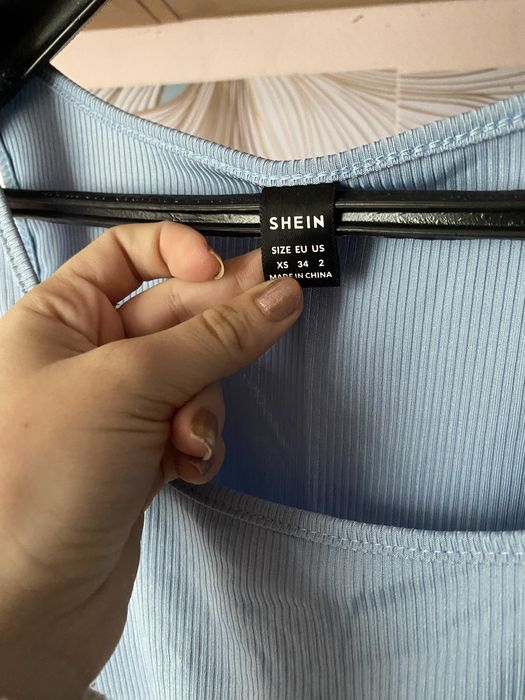 SHEIN
SIZE EU US
XS 34 2
MADE IN CHINA